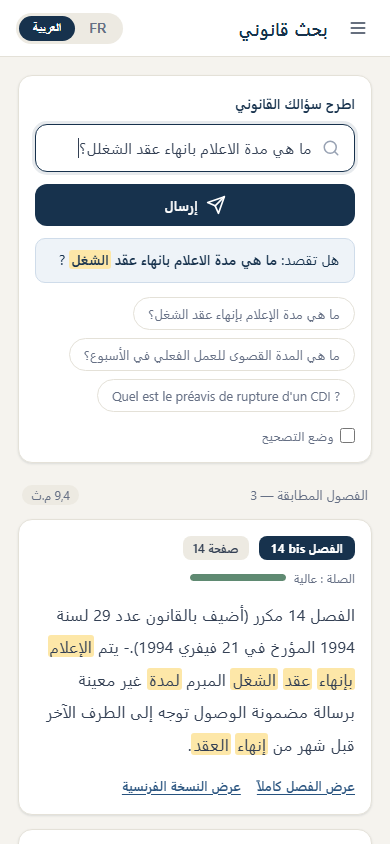 بحث قانوني
العربية
FR
اطرح سؤالك القانوني
ما هي مدة الاعلام بانهاء عقد الشغلل؟
إرسال
هل تقصد: ما هي مدة الاعلام بانهاء عقد الشغل ?
ما هي مدة الإعلام بإنهاء عقد الشغل؟
ما هي المدة القصوى للعمل الفعلي في الأسبوع؟
Quel est le préavis de rupture d'un CDI ?
وضع التصحيح
الفصول المطابقة — 3
9,4 م.ث
الفصل 14 bis
صفحة 14
الصلة : عالية
الفصل 14 مكرر (أضيف بالقانون عدد 29 لسنة
1994 المؤرخ في 21 فيفري 1994).- يتم الإعلام
بإنهاء عقد الشغل المبرم لمدة غير معينة
برسالة مضمونة الوصول توجه إلى الطرف الآخر
قبل شهر من إنهاء العقد.
عرض الفصل كاملاً
عرض النسخة الفرنسية